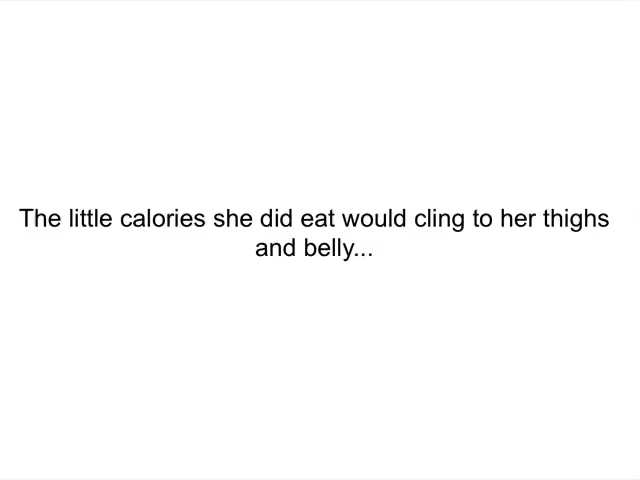 The little calories she did eat would cling to her thighs
and belly...